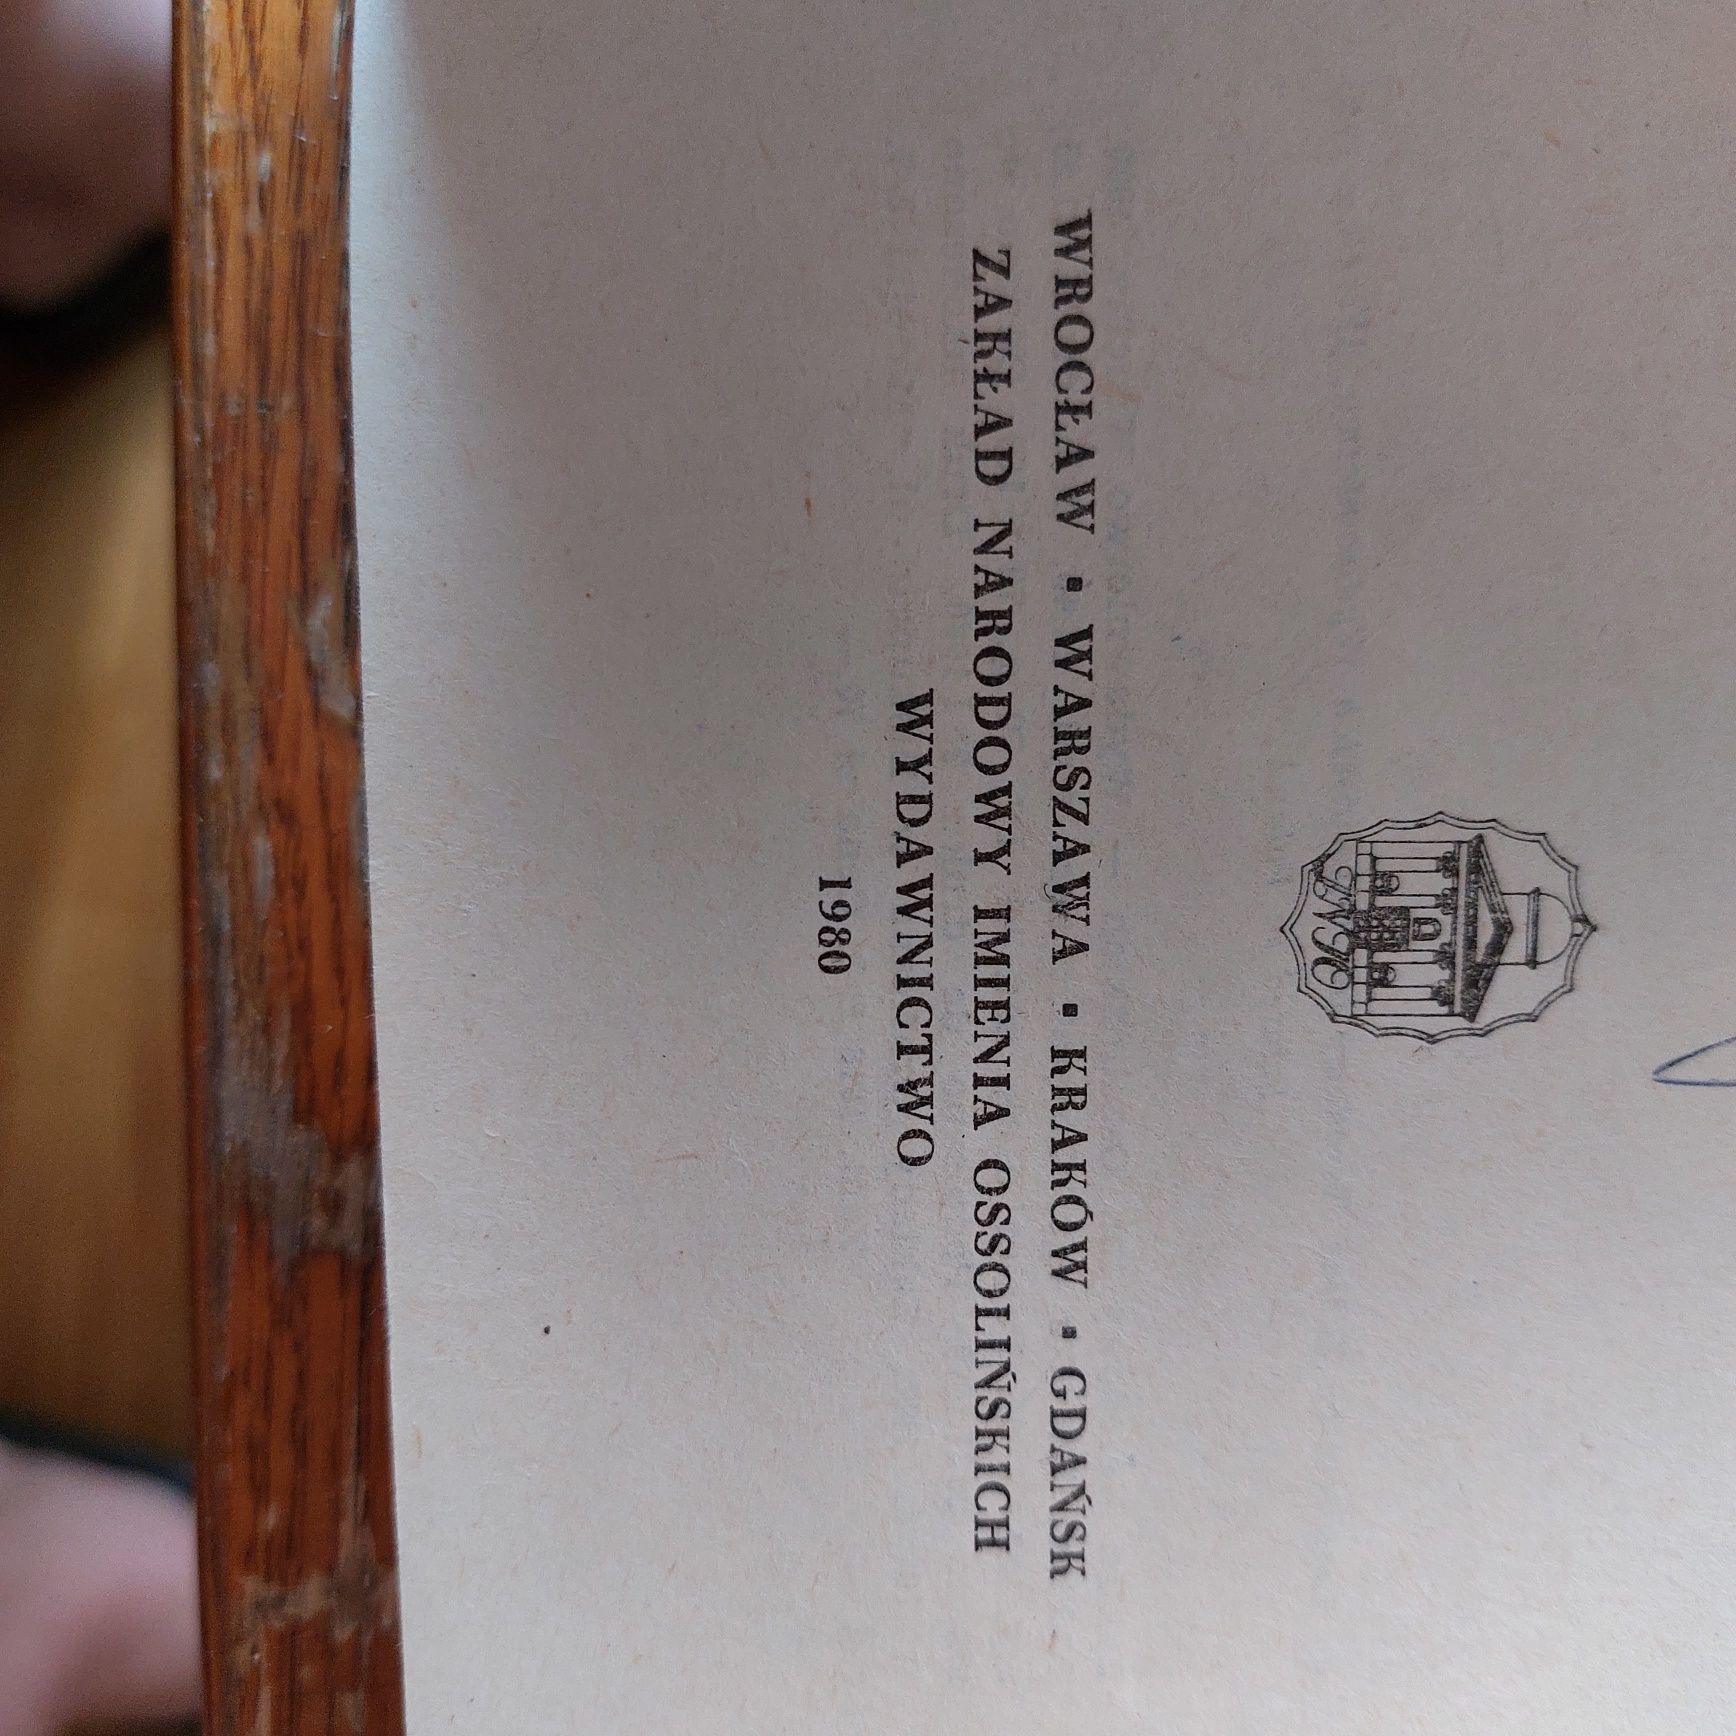 WROCŁAW · WARSZAWA · KRAKÓW · GDAŃSK
ZAKŁAD NARODOWY IMIENIA OSSOLIŃSKICH
WYDAWNICTWO
1980